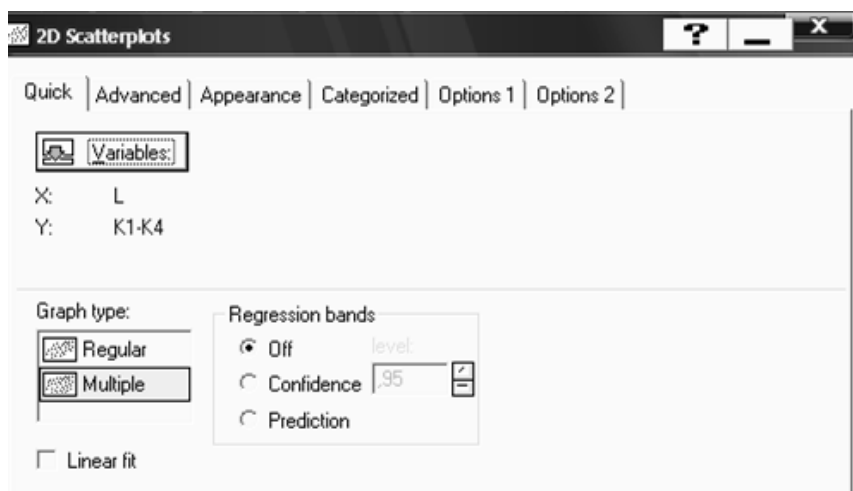 2D Scatterplots
Quick Advanced Appearance Categorized Options 1 Options 2
Variables:
X: L
Y: K1-K4
Graph type:
Regular
Multiple
Linear fit
Regression bands
Off level:
Confidence ,95
Prediction